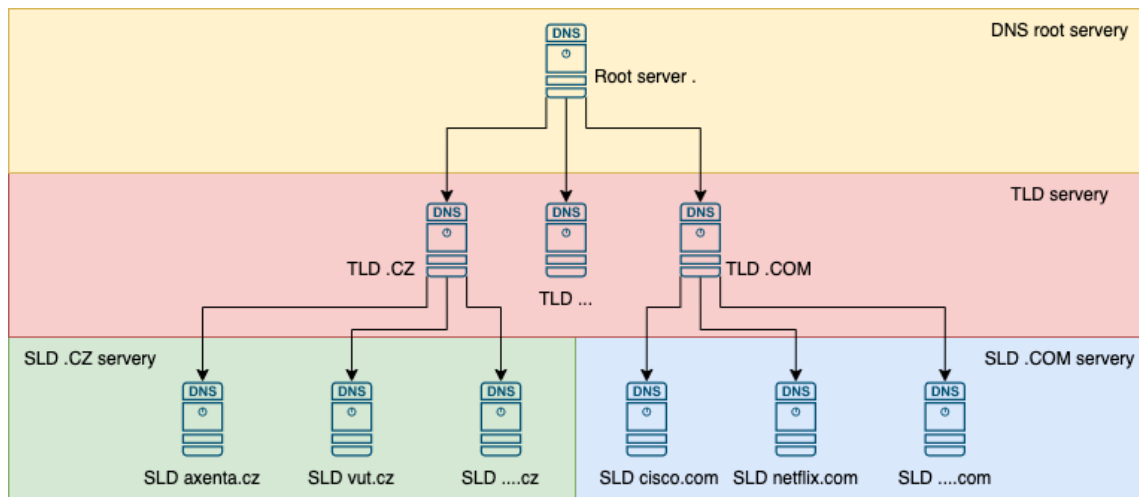 DNS root servery
DNS
Root server .
TLD servery
DNS
DNS
DNS
TLD .CZ
TLD ...
TLD .COM
SLD .CZ servery
SLD .COM servery
DNS
DNS
DNS
DNS
DNS
DNS
SLD axenta.cz
SLD vut.cz
SLD ....cz
SLD cisco.com
SLD netflix.com
SLD ....com